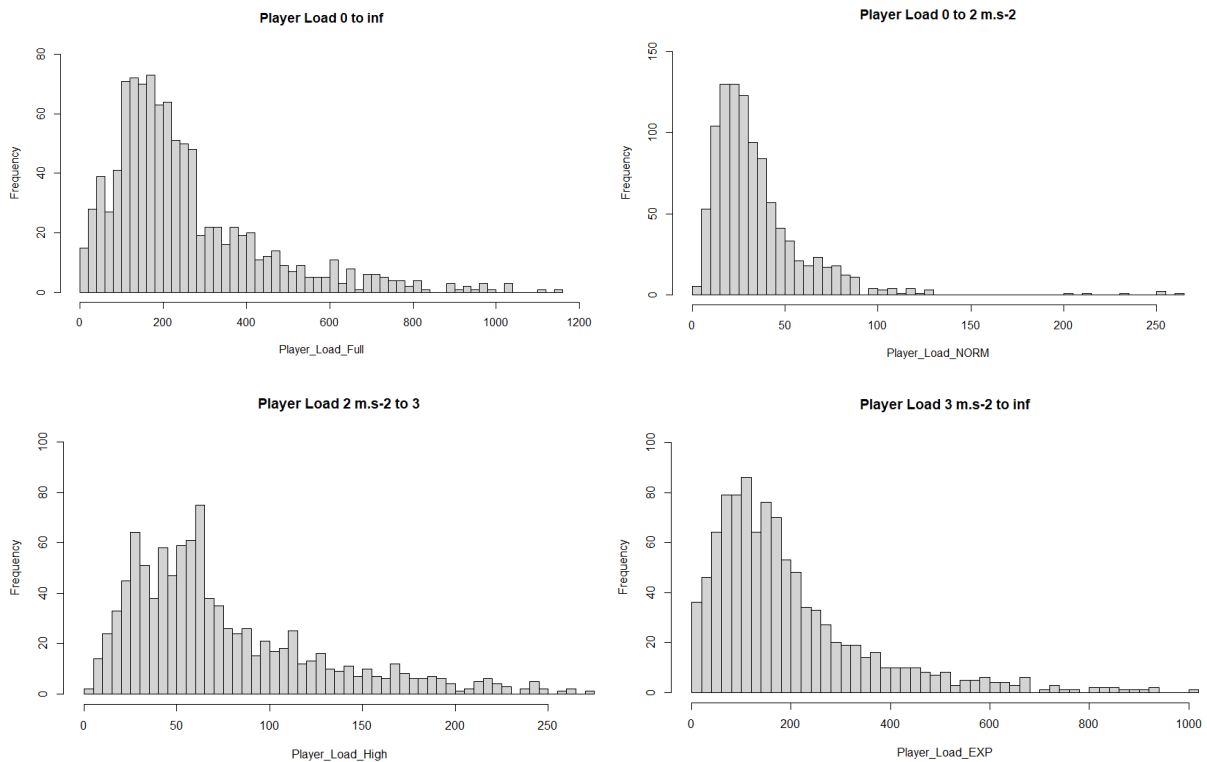 Player Load 0 to inf
Frequency
0 20 40 60 80
0 200 400 600 800 1000 1200
Player_Load_Full
Player Load 0 to 2 m.s-2
Frequency
0 50 100 150
0 50 100 150 200 250
Player_Load_NORM
Player Load 2 m.s-2 to 3
Frequency
0 20 40 60 80 100
0 50 100 150 200 250
Player_Load_High
Player Load 3 m.s-2 to inf
Frequency
0 20 40 60 80 100
0 200 400 600 800 1000
Player_Load_EXP